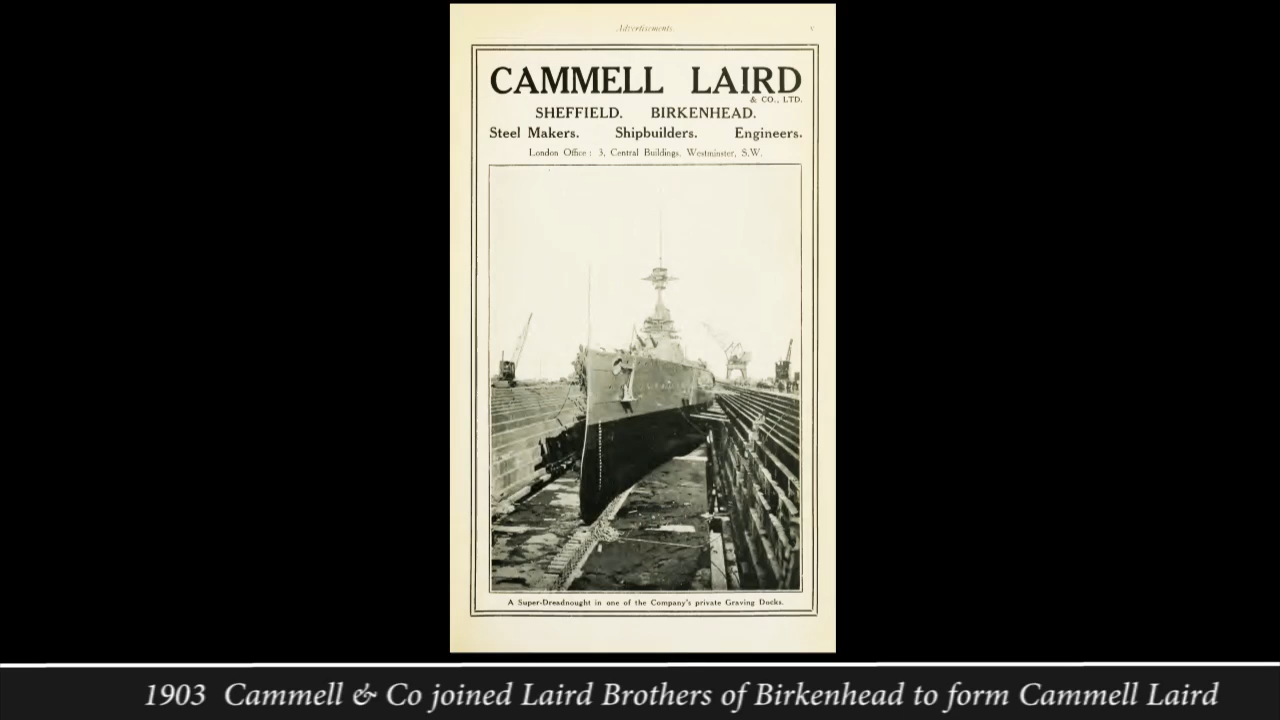 Advertisements. v
CAMMELL LAIRD
& CO., LTD.
SHEFFIELD. BIRKENHEAD.
Steel Makers. Shipbuilders. Engineers.
London Office : 3, Central Buildings, Westminster, S.W.
A Super-Dreadnought in one of the Company's private Graving Docks.
1903 Cammell & Co joined Laird Brothers of Birkenhead to form Cammell Laird